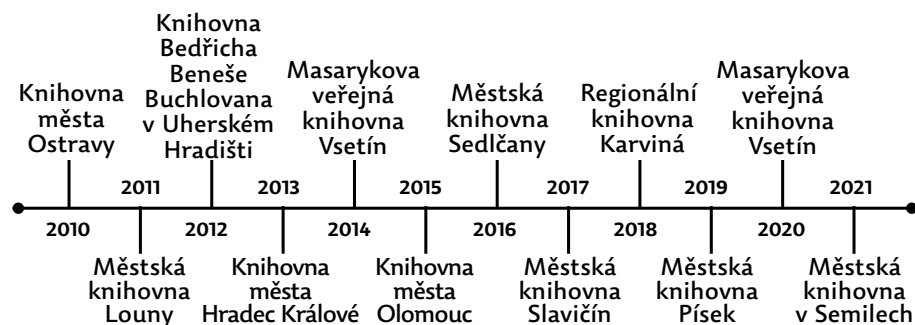 Knihovna
města
Ostravy
Knihovna
Bedřicha
Beneše
Buchlovana
v Uherském
Hradišti
Masarykova
veřejná
knihovna
Vsetín
Městská
knihovna
Sedlčany
Regionální
knihovna
Karviná
Masarykova
veřejná
knihovna
Vsetín
2011 2013 2015 2017 2019 2021
2010 2012 2014 2016 2018 2020
Městská
knihovna
Louny
Knihovna
města
Hradec Králové
Knihovna
města
Olomouc
Městská
knihovna
Slavičín
Městská
knihovna
Písek
Městská
knihovna
v Semilech